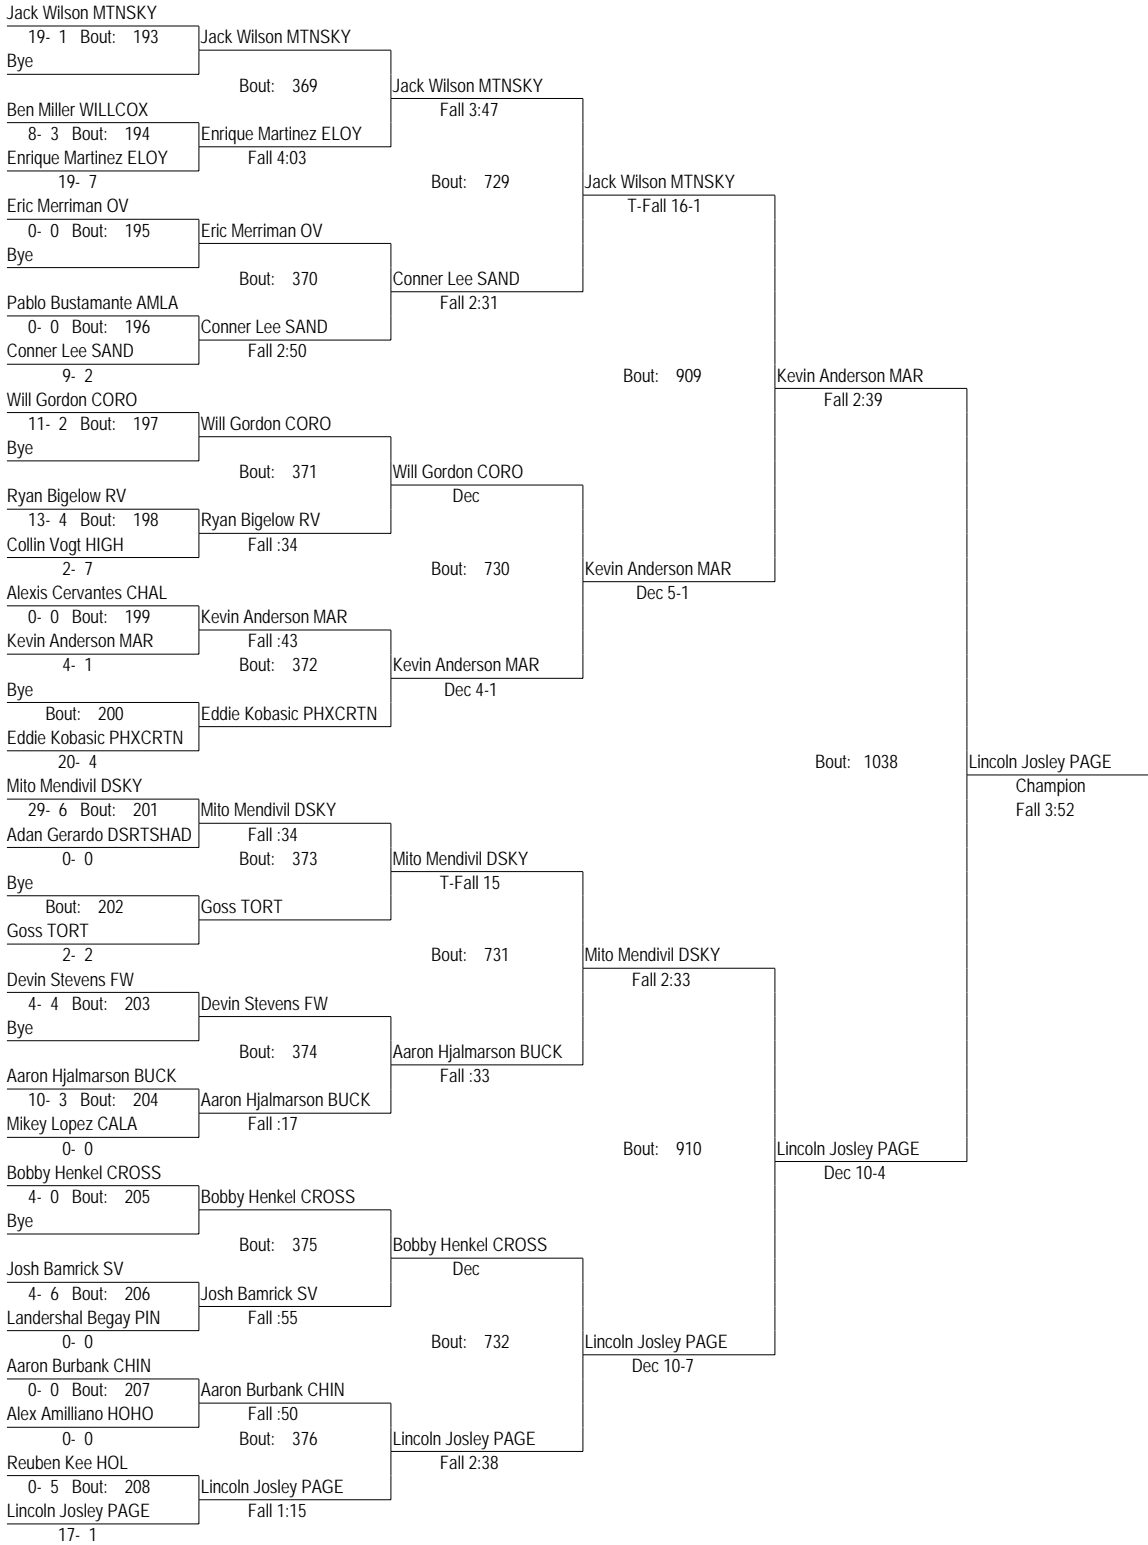 Jack Wilson MTNSKY
19- 1 Bout: 193 Jack Wilson MTNSKY
Bye
Bout: 369 Jack Wilson MTNSKY
Ben Miller WILLCOX Fall 3:47
8- 3 Bout: 194 Enrique Martinez ELOY
Enrique Martinez ELOY Fall 4:03
19- 7 Bout: 729 Jack Wilson MTNSKY
Eric Merriman OV T-Fall 16-1
0- 0 Bout: 195 Eric Merriman OV
Bye
Bout: 370 Conner Lee SAND
Pablo Bustamante AMLA Fall 2:31
0- 0 Bout: 196 Conner Lee SAND
Conner Lee SAND Fall 2:50
9- 2 Bout: 909 Kevin Anderson MAR
Will Gordon CORO Fall 2:39
11- 2 Bout: 197 Will Gordon CORO
Bye
Bout: 371 Will Gordon CORO
Ryan Bigelow RV Dec
13- 4 Bout: 198 Ryan Bigelow RV
Collin Vogt HIGH Fall :34
2- 7 Bout: 730 Kevin Anderson MAR
Alexis Cervantes CHAL Dec 5-1
0- 0 Bout: 199 Kevin Anderson MAR
Kevin Anderson MAR Fall :43
4- 1 Bout: 372 Kevin Anderson MAR
Bye Dec 4-1
Bout: 200 Eddie Kobasic PHXCRTN
Eddie Kobasic PHXCRTN
20- 4 Bout: 1038 Lincoln Josley PAGE
Mito Mendivil DSKY Champion
29- 6 Bout: 201 Mito Mendivil DSKY Fall 3:52
Adan Gerardo DSRTSHAD Fall :34
0- 0 Bout: 373 Mito Mendivil DSKY
Bye T-Fall 15
Bout: 202 Goss TORT
Goss TORT
2- 2 Bout: 731 Mito Mendivil DSKY
Devin Stevens FW Fall 2:33
4- 4 Bout: 203 Devin Stevens FW
Bye
Bout: 374 Aaron Hjalmarson BUCK
Aaron Hjalmarson BUCK Fall :33
10- 3 Bout: 204 Aaron Hjalmarson BUCK
Mikey Lopez CALA Fall :17
0- 0 Bout: 910 Lincoln Josley PAGE
Bobby Henkel CROSS Dec 10-4
4- 0 Bout: 205 Bobby Henkel CROSS
Bye
Bout: 375 Bobby Henkel CROSS
Josh Bamrick SV Dec
4- 6 Bout: 206 Josh Bamrick SV
Landershal Begay PIN Fall :55
0- 0 Bout: 732 Lincoln Josley PAGE
Aaron Burbank CHIN Dec 10-7
0- 0 Bout: 207 Aaron Burbank CHIN
Alex Amilliano HOHO Fall :50
0- 0 Bout: 376 Lincoln Josley PAGE
Reuben Kee HOL Fall 2:38
0- 5 Bout: 208 Lincoln Josley PAGE
Lincoln Josley PAGE Fall 1:15
17- 1